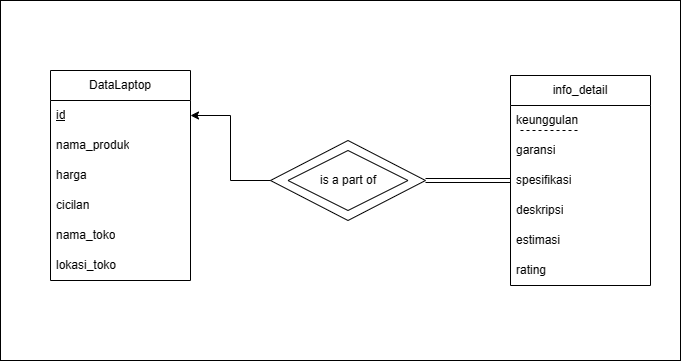 DataLaptop
id
nama_produk
harga
cicilan
nama_toko
lokasi_toko
is a part of
info_detail
keunggulan
garansi
spesifikasi
deskripsi
estimasi
rating